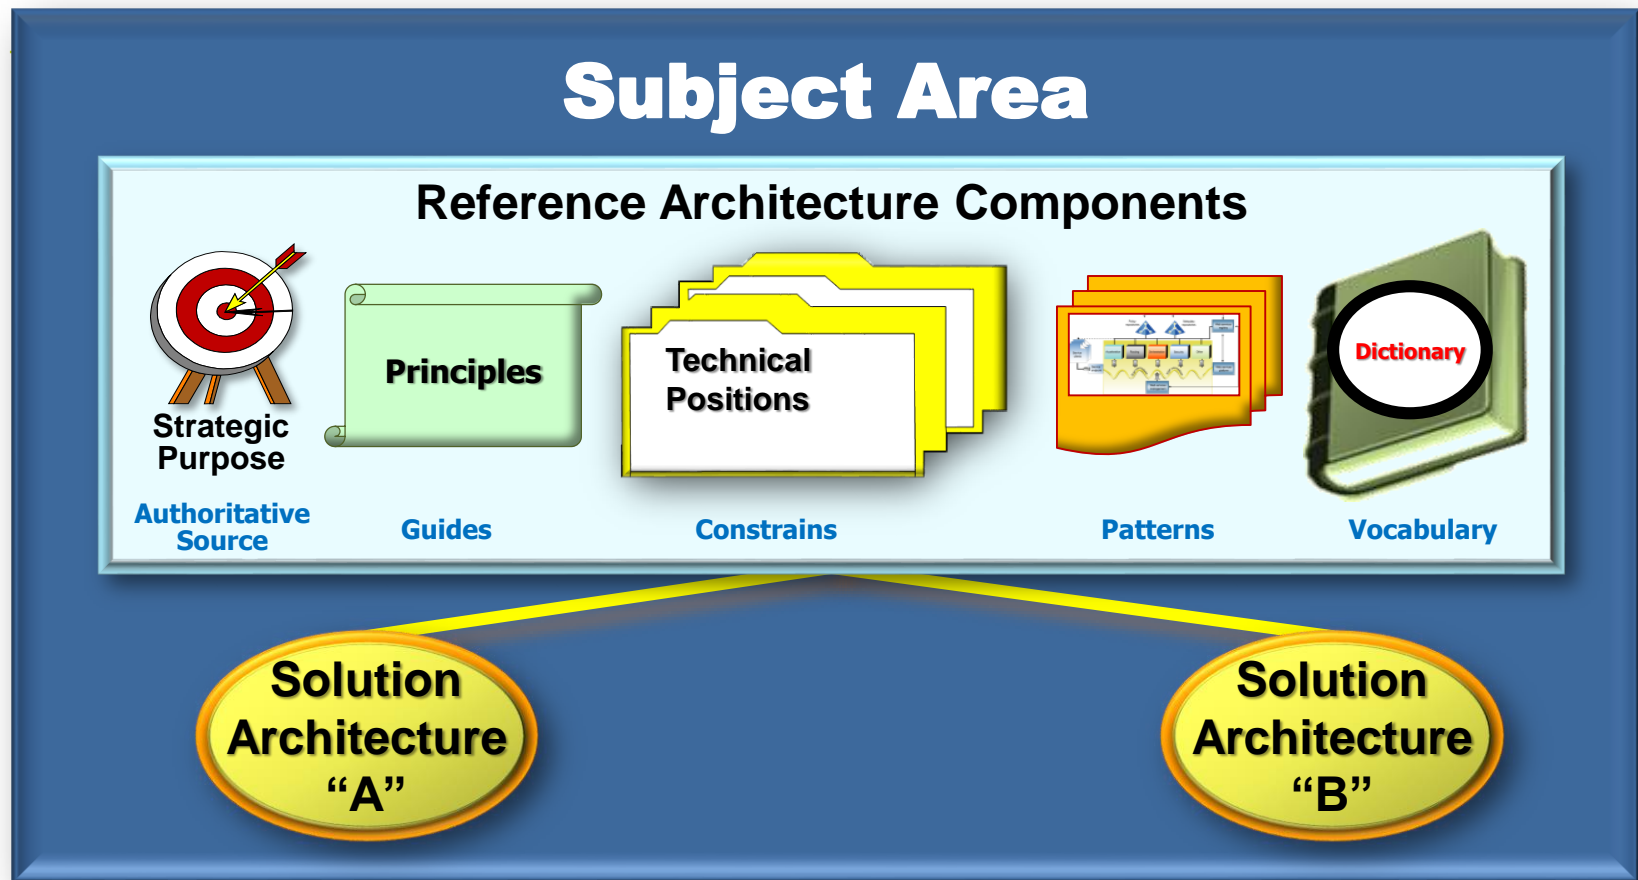 Subject Area
Reference Architecture Components
Strategic
Purpose
Principles
Technical
Positions
Dictionary
Authoritative
Source
Guides
Constrains
Patterns
Vocabulary
Solution
Architecture
“A”
Solution
Architecture
“B”